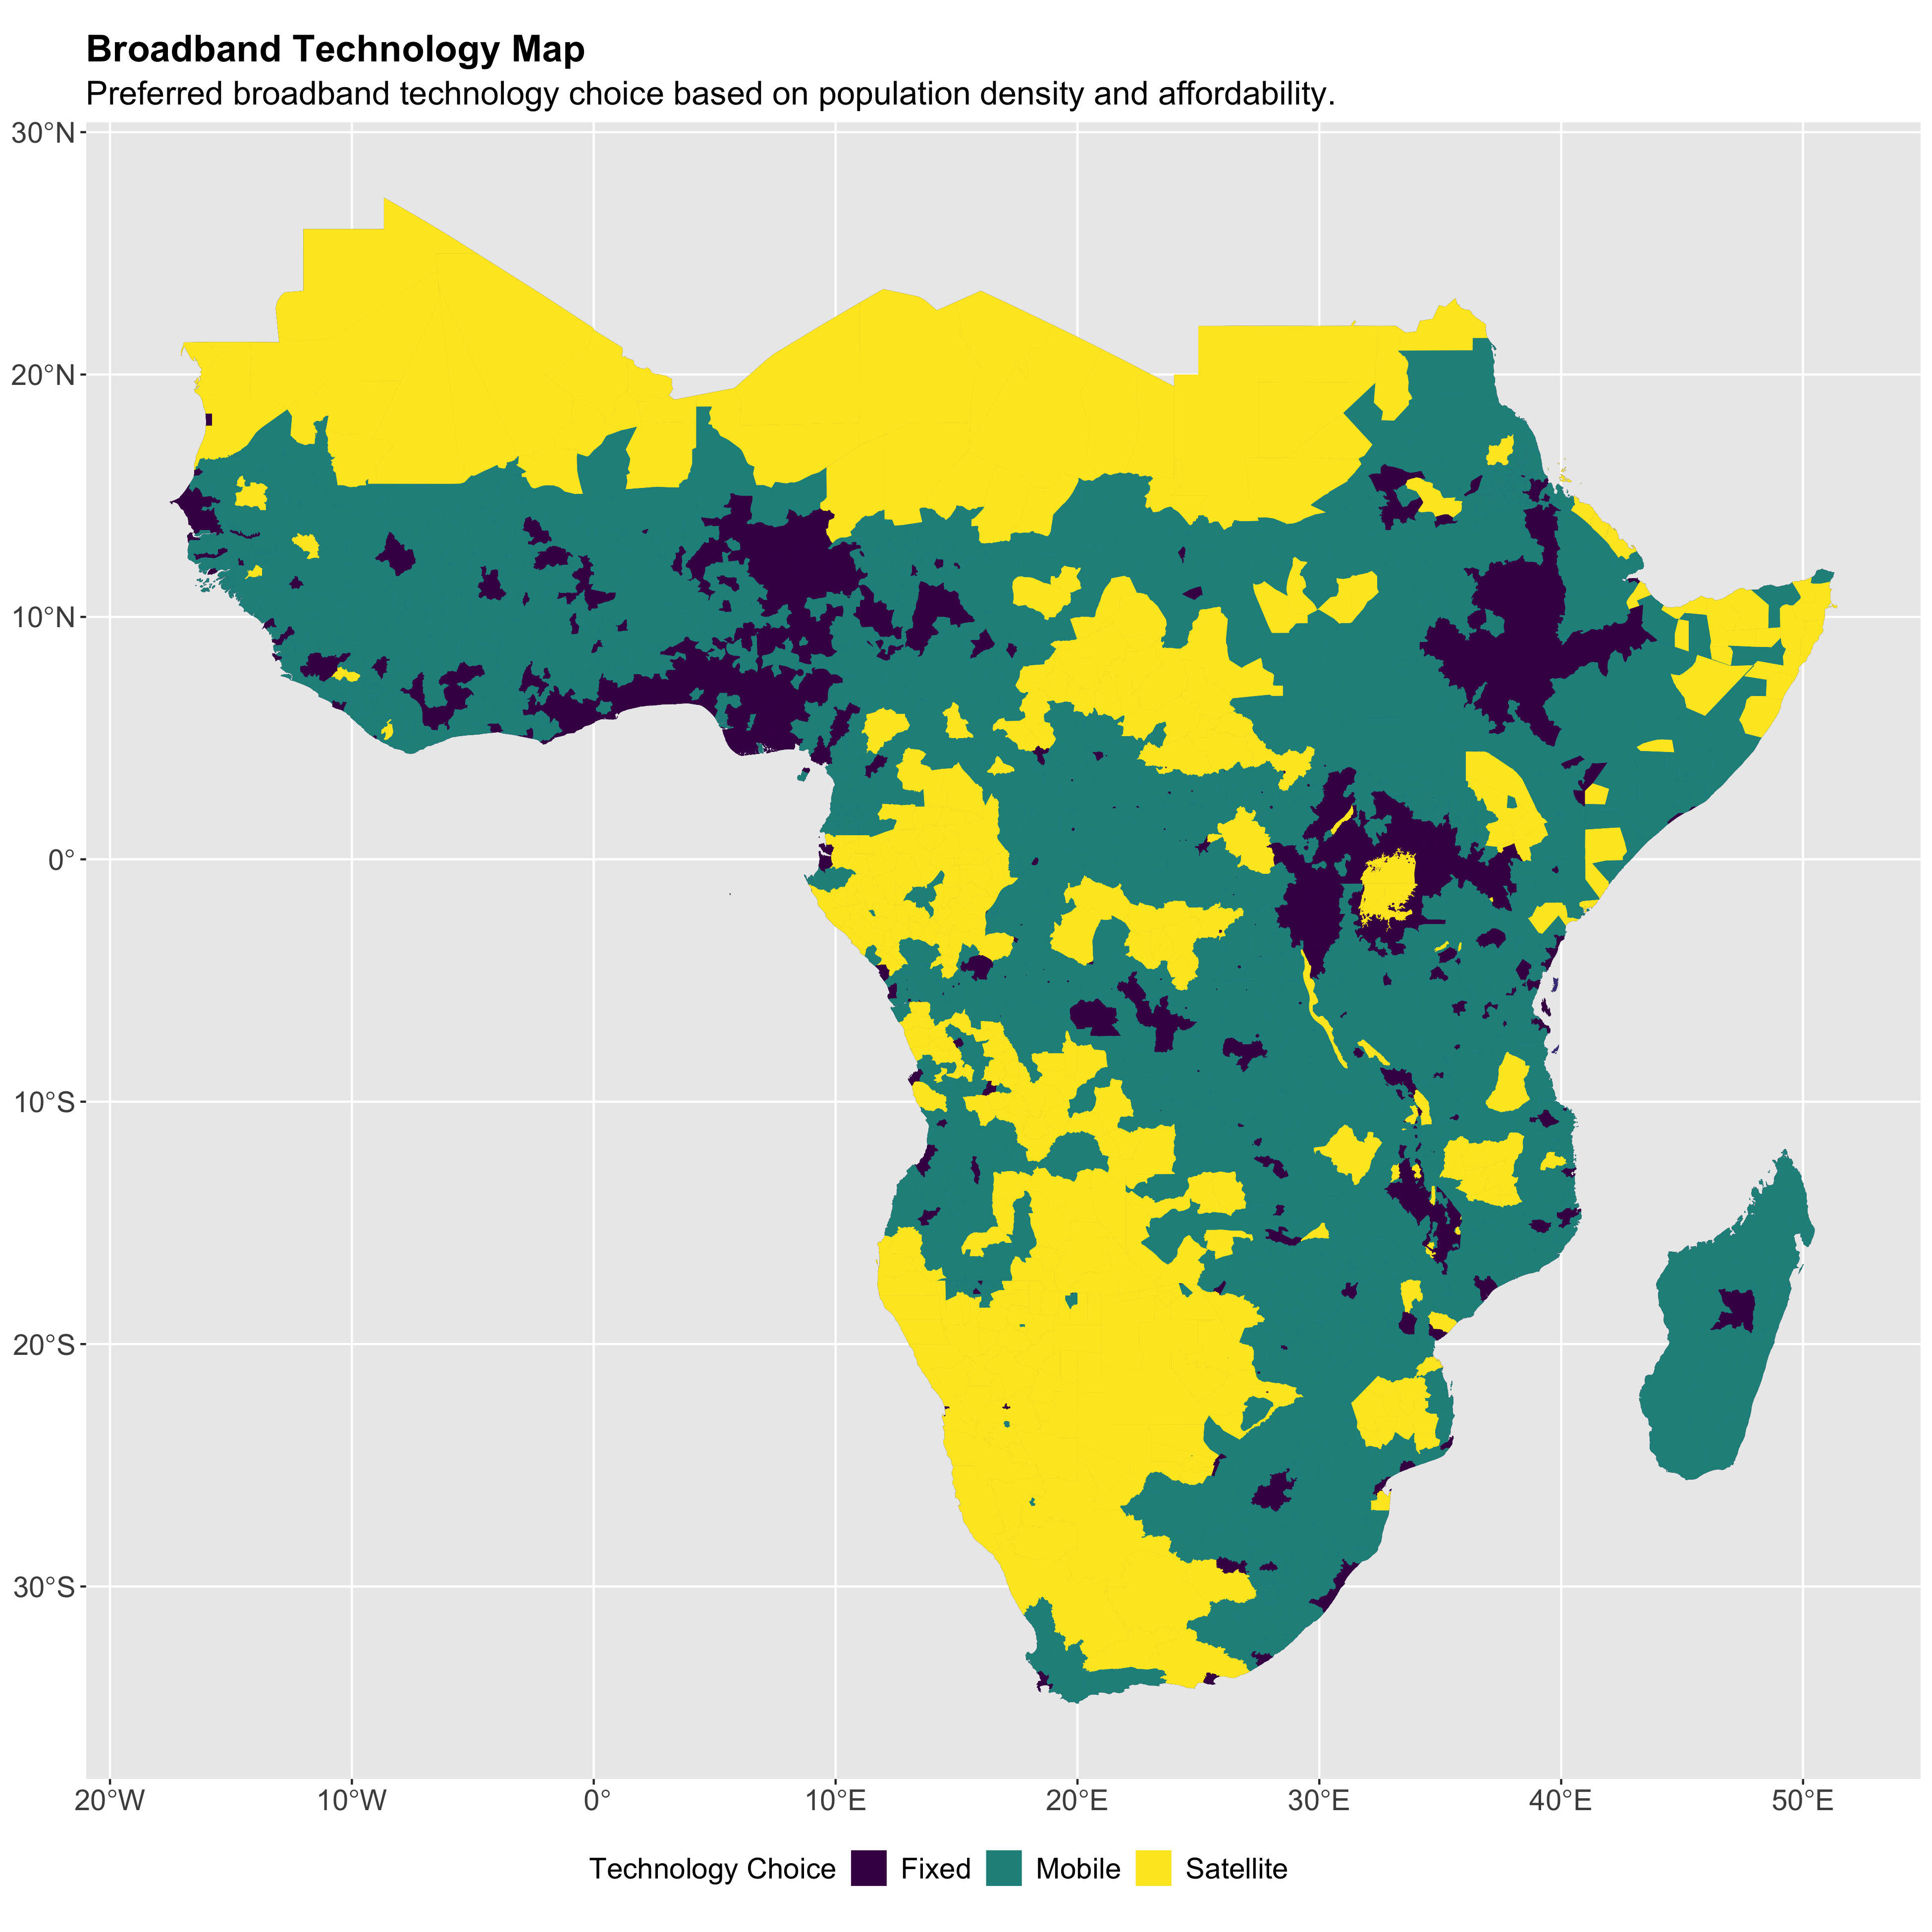 Broadband Technology Map
Preferred broadband technology choice based on population density and affordability.
30°N
20°N
10°N
0°
10°S
20°S
30°S
20°W 10°W 0° 10°E 20°E 30°E 40°E 50°E
Technology Choice Fixed Mobile Satellite